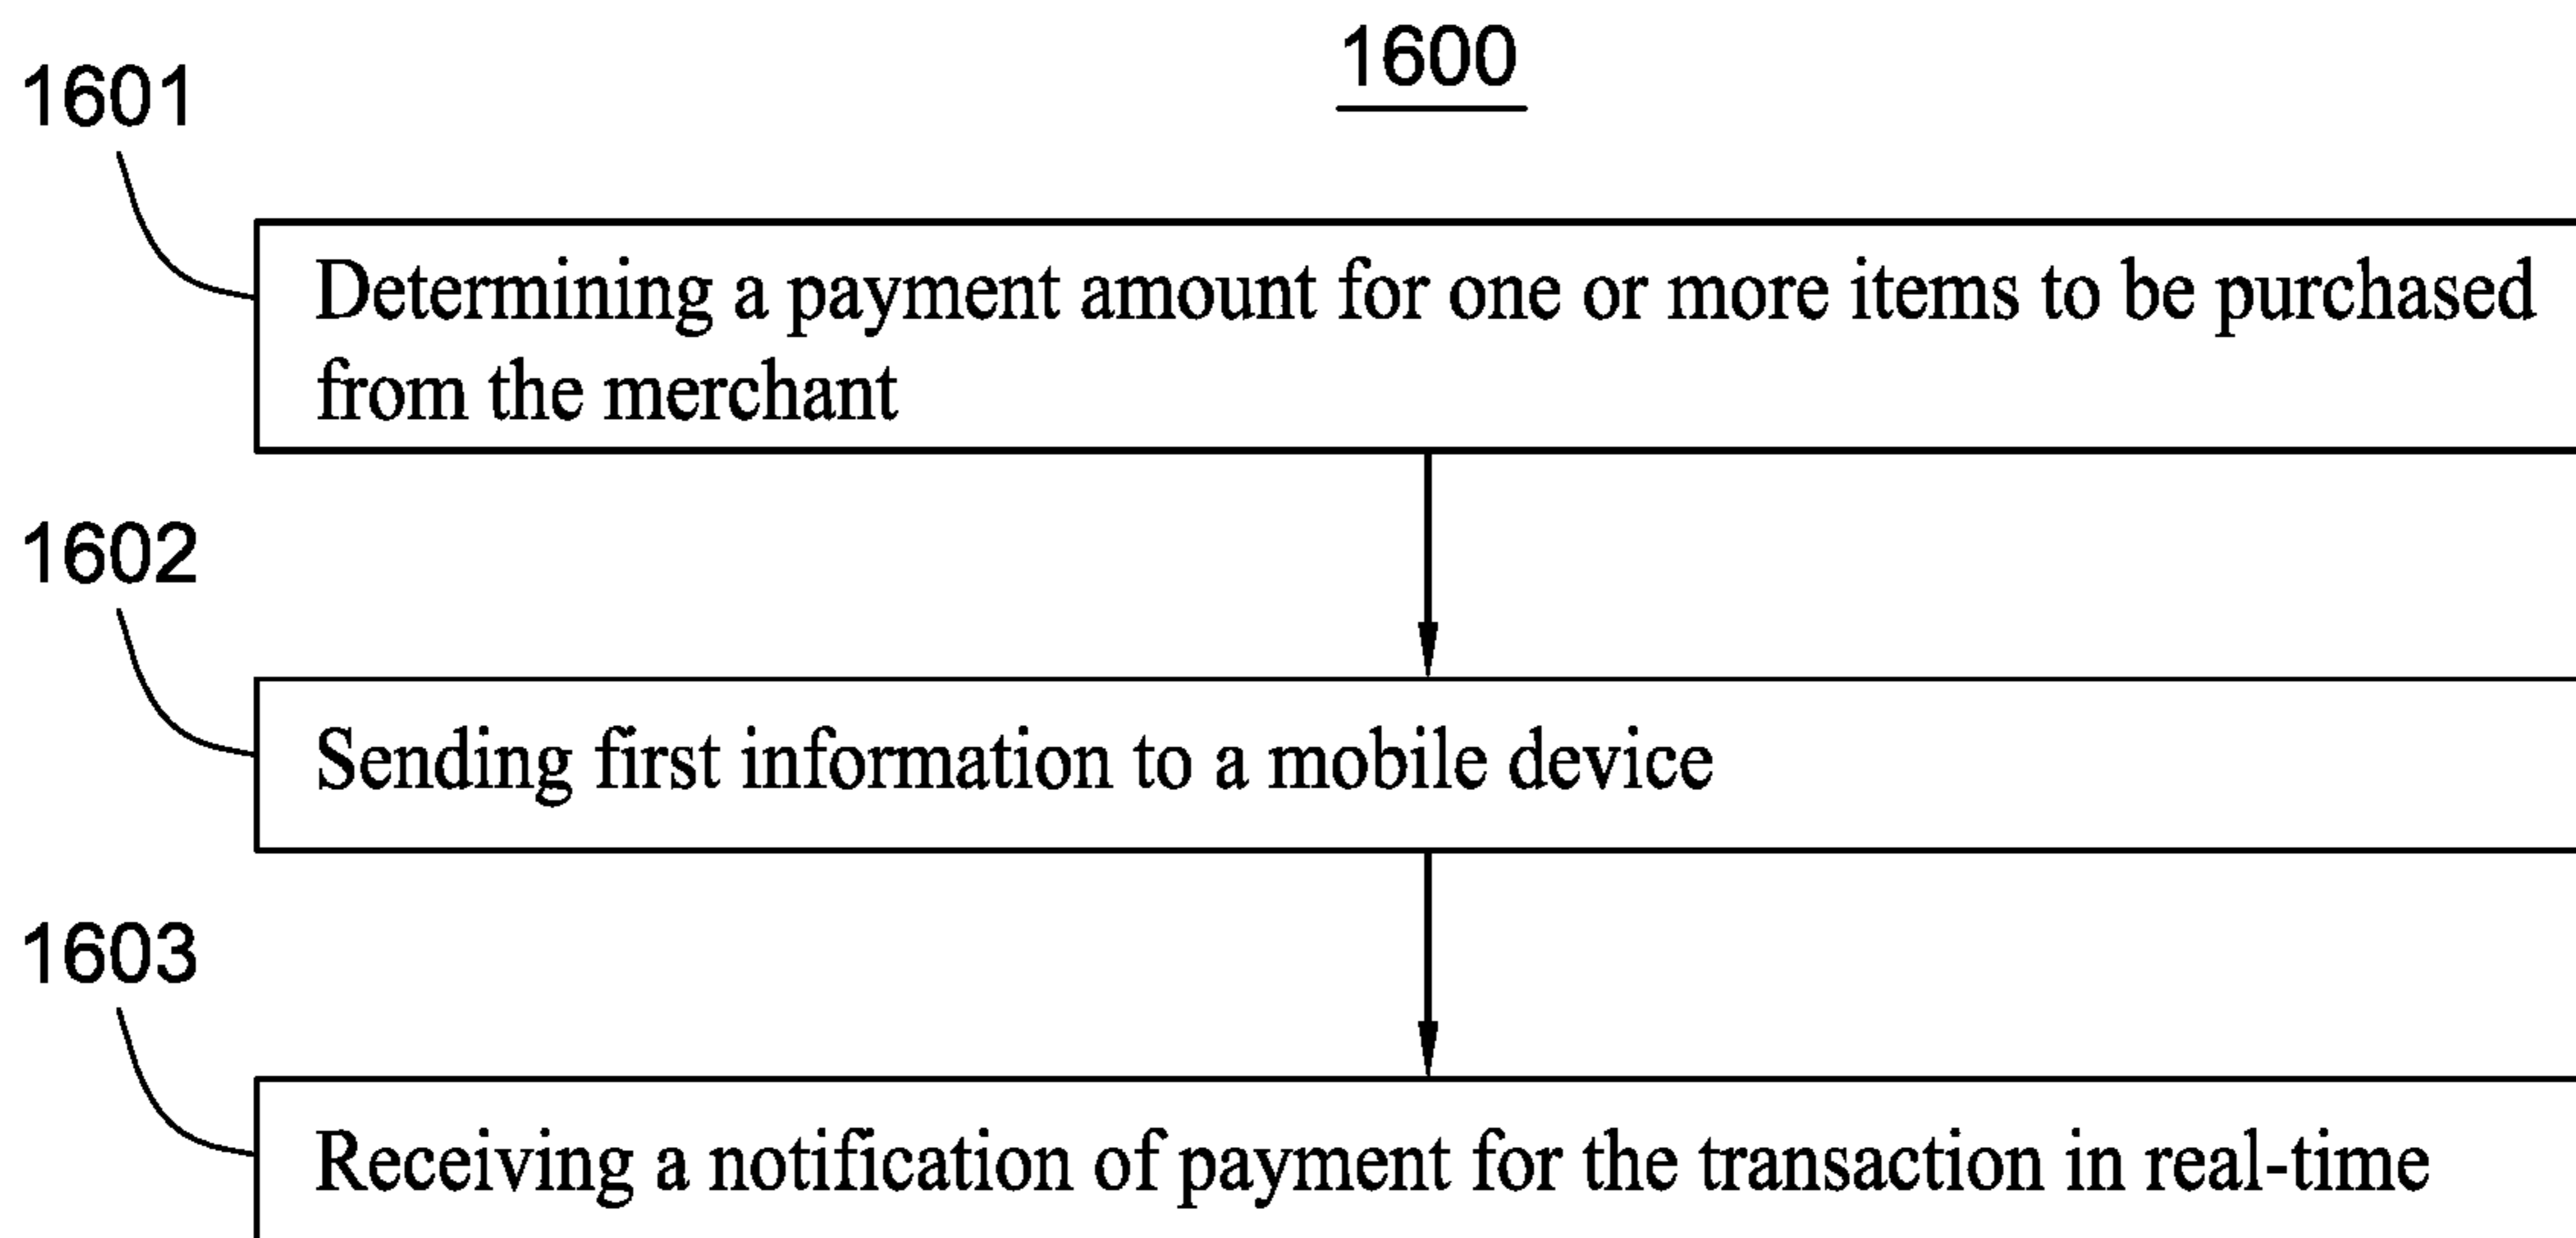 1600
1601
Determining a payment amount for one or more items to be purchased
from the merchant
1602
Sending first information to a mobile device
1603
Receiving a notification of payment for the transaction in real-time